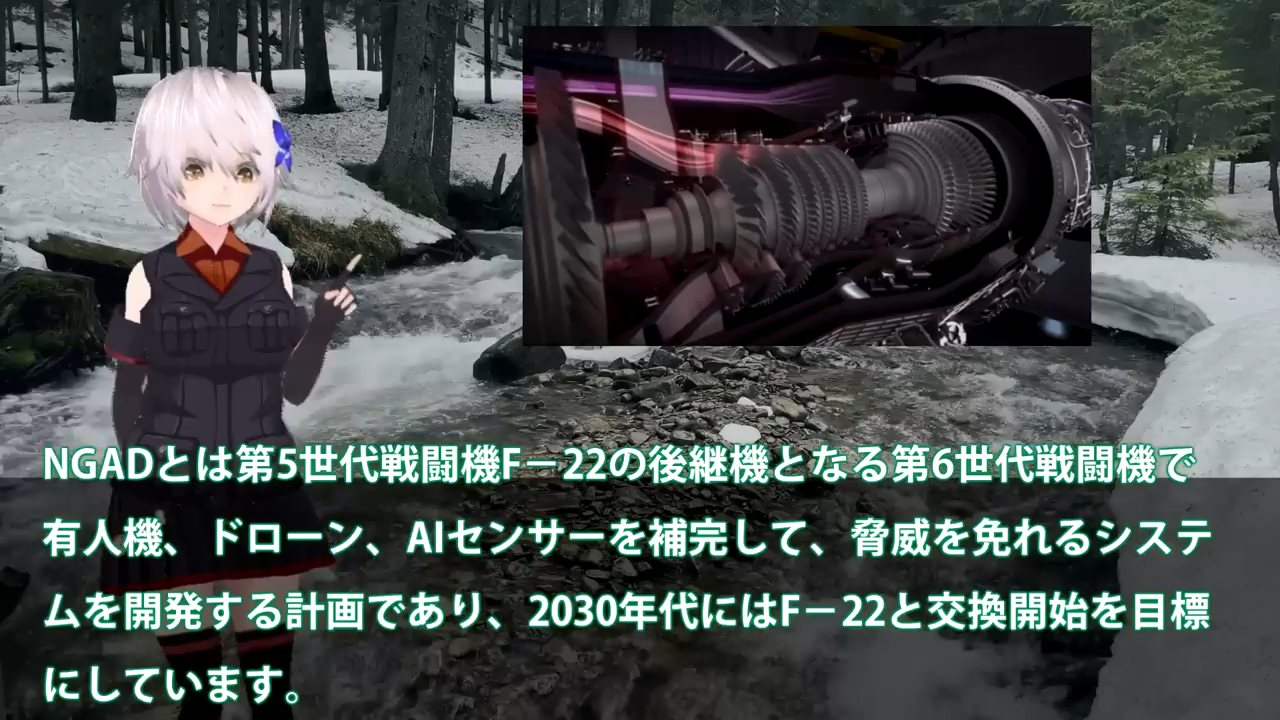 NGADとは第5世代戦闘機F－22の後継機となる第6世代戦闘機で
有人機、ドローン、AIセンサーを補完して、脅威を免れるシステ
ムを開発する計画であり、2030年代にはF－22と交換開始を目標
にしています。